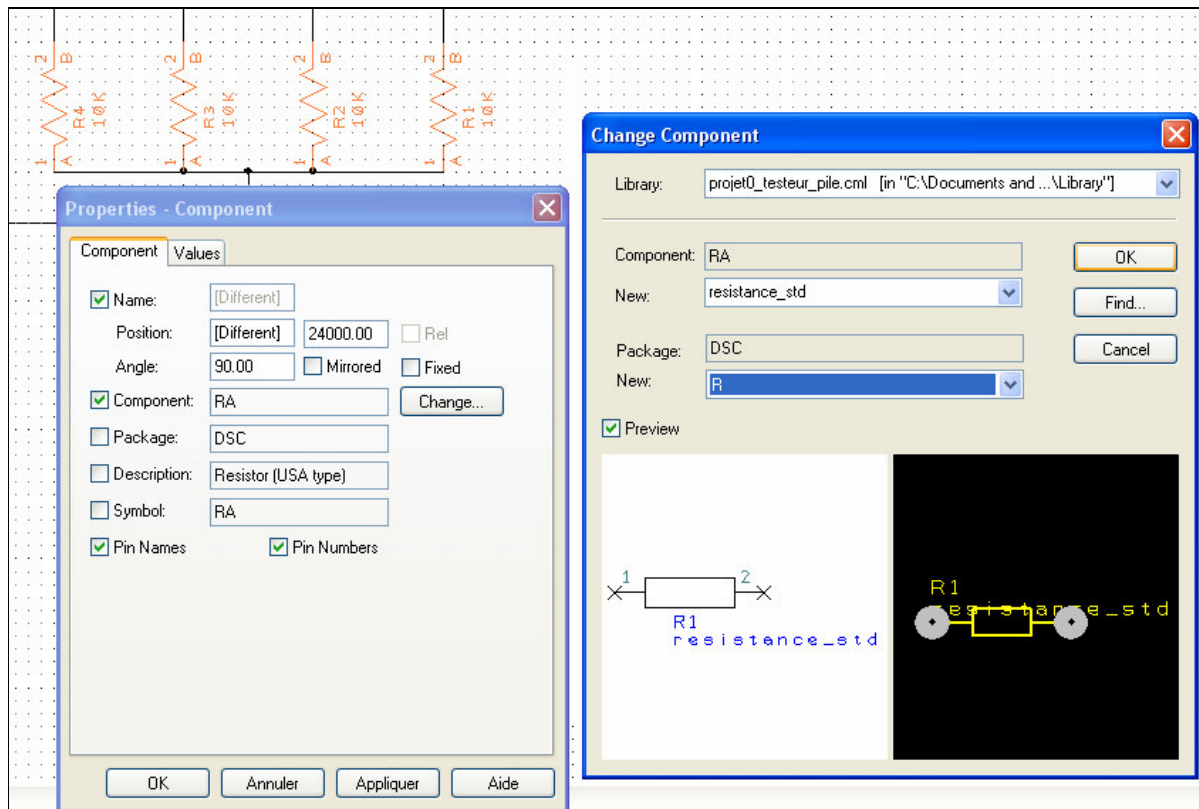 2 B 2 B 2 B 2 B
R4 10K R3 10K R2 10K R1 10K
1 A 1 A 1 A 1 A
Properties - Component
Component Values
Name: [Different]
Position: [Different] 24000.00 Rel
Angle: 90.00 Mirrored Fixed
Component: RA Change...
Package: DSC
Description: Resistor (USA type)
Symbol: RA
Pin Names Pin Numbers
OK Annuler Appliquer Aide
Change Component
Library: projet0_testeur_pile.cml [in "C:\Documents and ...\Library"]
Component: RA OK
New: resistance_std Find...
Package: DSC Cancel
New: R
Preview
1 2
R1
resistance_std
R1
resistance_std